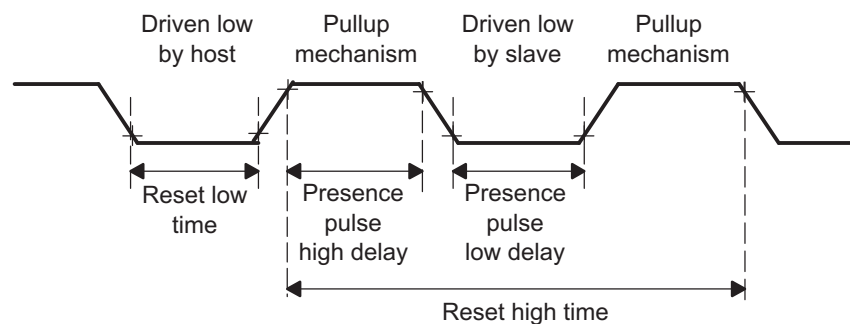 Driven low
by host
Pullup
mechanism
Driven low
by slave
Pullup
mechanism
Reset low
time
Presence
pulse
high delay
Presence
pulse
low delay
Reset high time